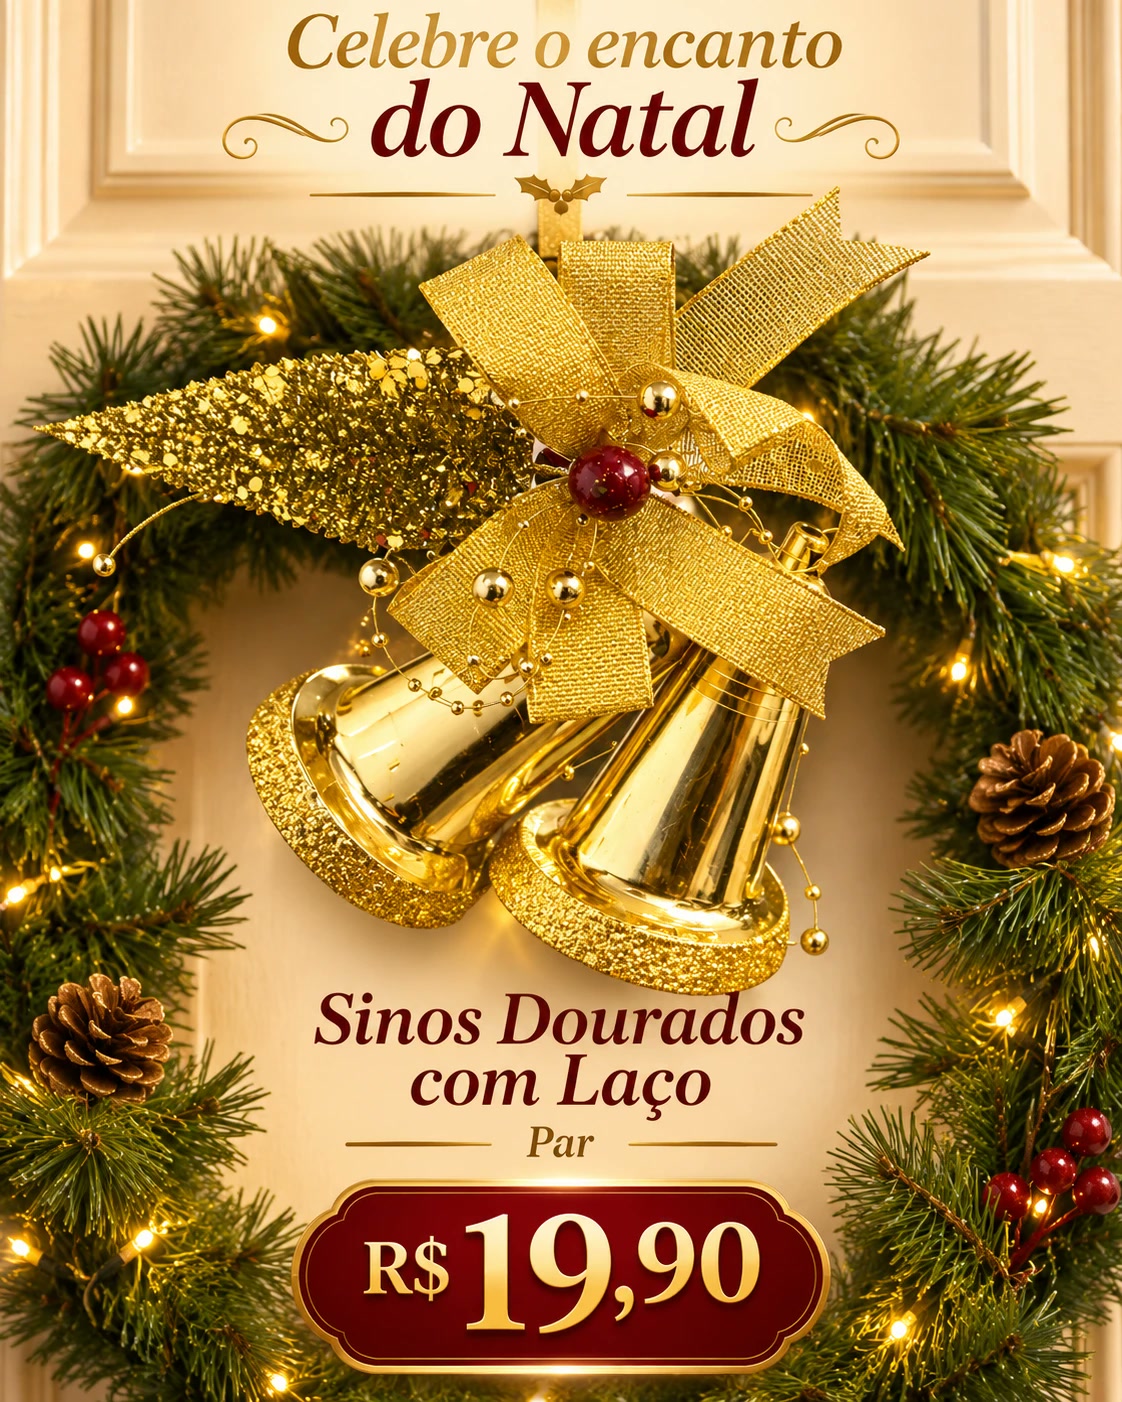 Celebre o encanto
do Natal
Sinos Dourados
com Laço
Par
R$ 19,90